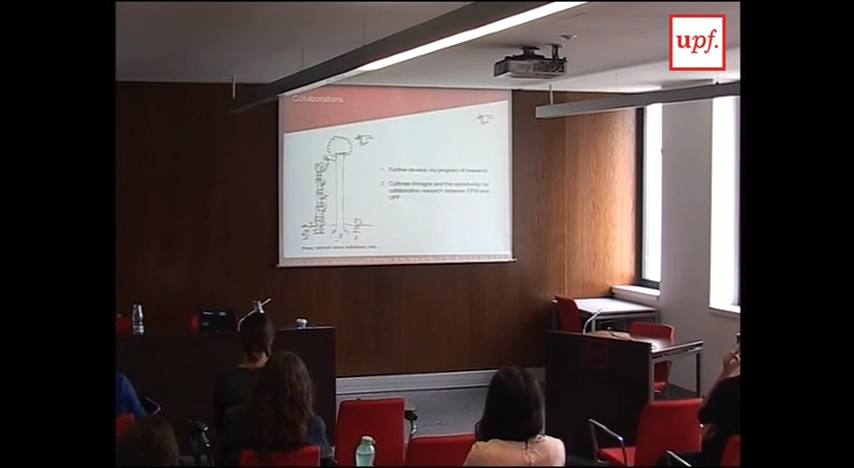 upf.
Collaborations
1. Further develop my program of research
2. Cultivate linkages and the opportunity for
collaborative research between EFM and
UPF